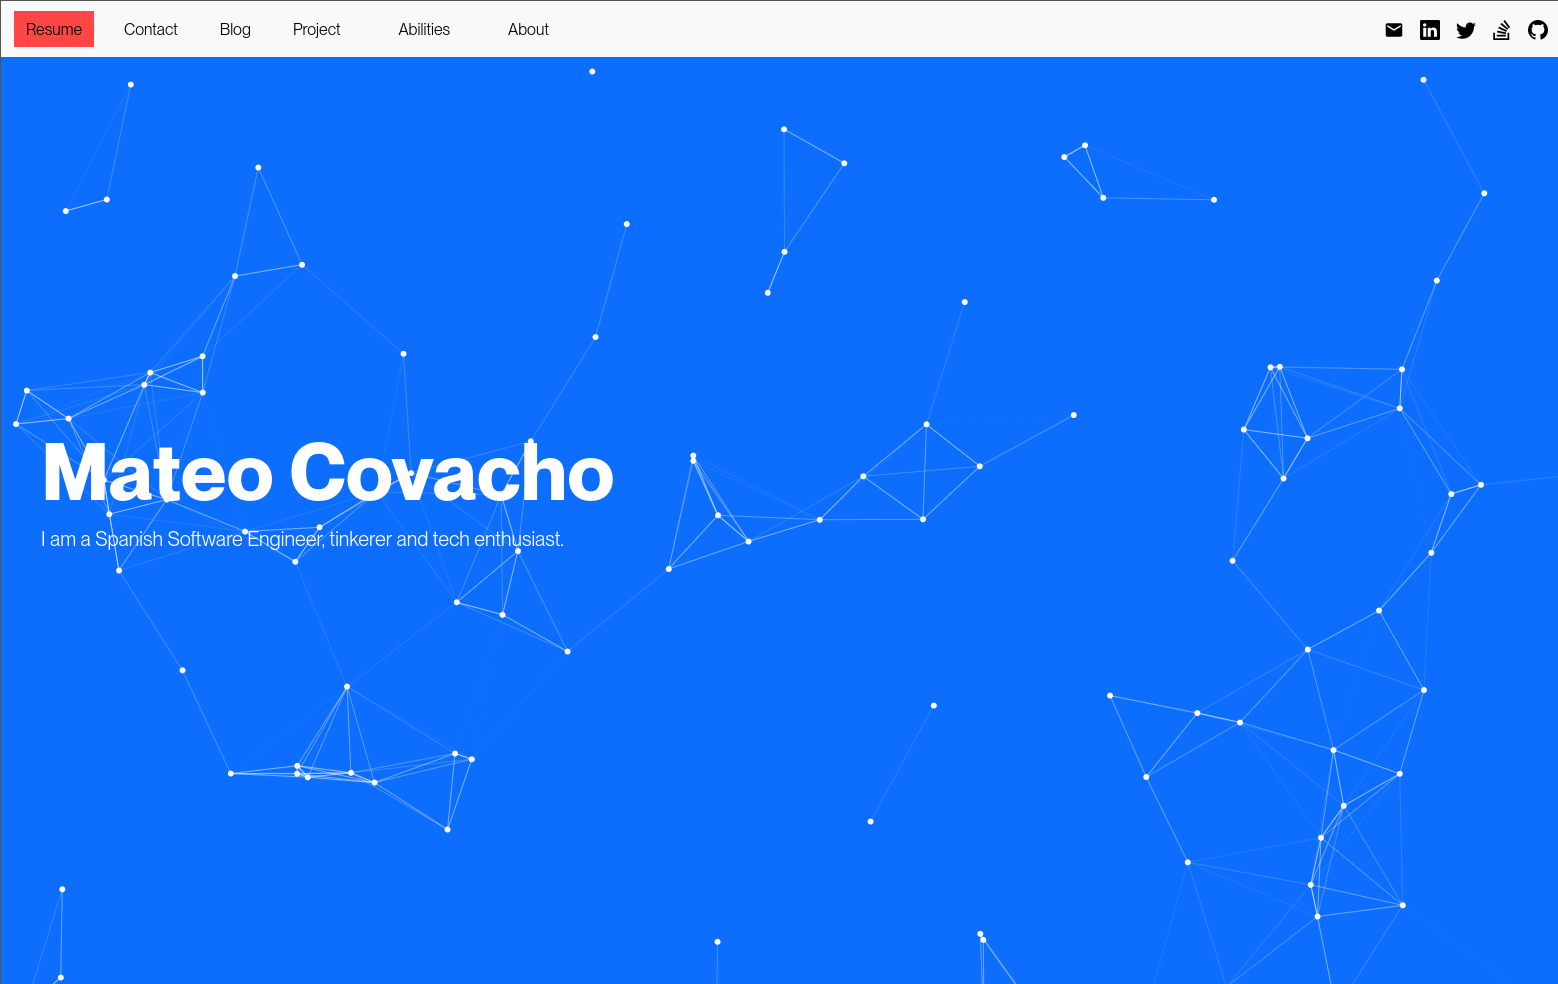 Resume Contact Blog Project Abilities About
Mateo Covacho
I am a Spanish Software Engineer, tinkerer and tech enthusiast.